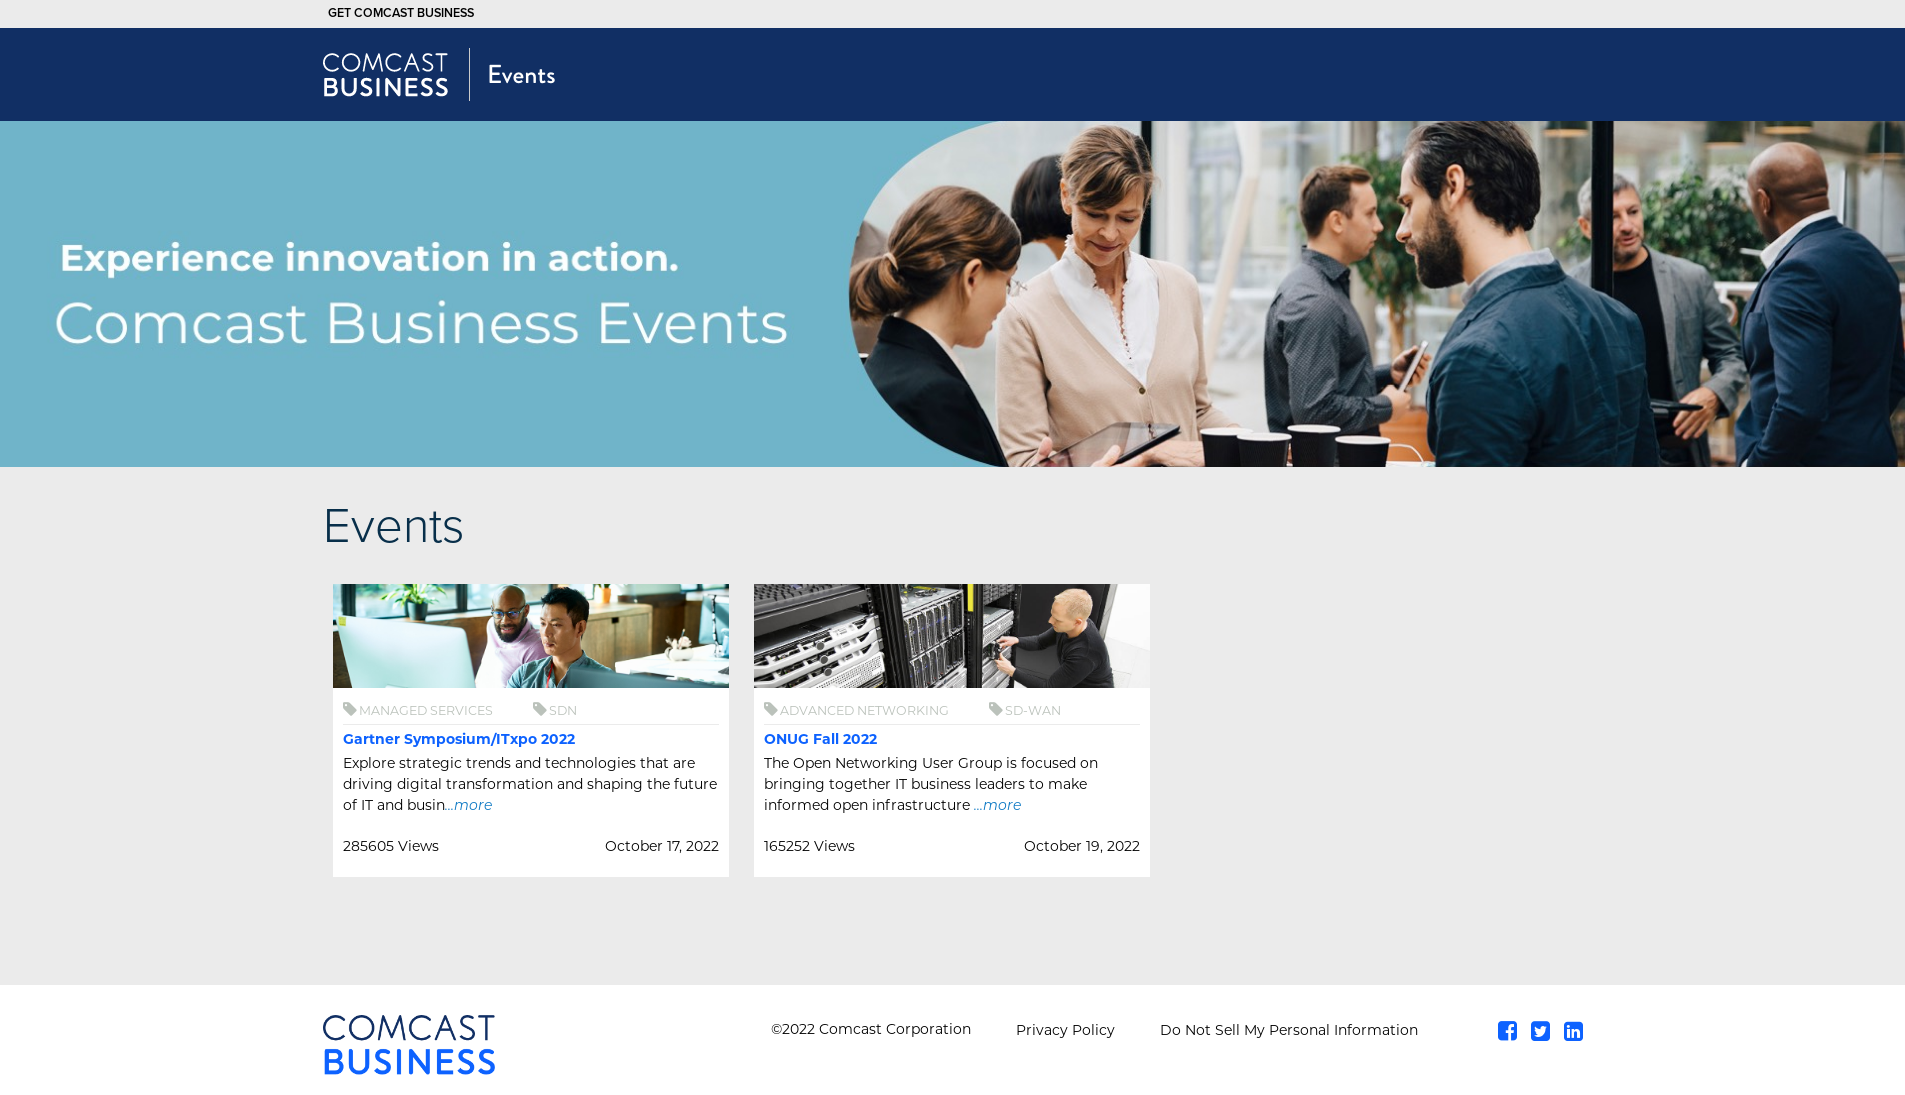 GET COMCAST BUSINESS
COMCAST
BUSINESS
Events
Experience innovation in action.
Comcast Business Events
Events
MANAGED SERVICES SDN
Gartner Symposium/ITxpo 2022
Explore strategic trends and technologies that are
driving digital transformation and shaping the future
of IT and busin...more
285605 Views October 17, 2022
ADVANCED NETWORKING SD-WAN
ONUG Fall 2022
The Open Networking User Group is focused on
bringing together IT business leaders to make
informed open infrastructure ...more
165252 Views October 19, 2022
COMCAST
BUSINESS
©2022 Comcast Corporation Privacy Policy Do Not Sell My Personal Information